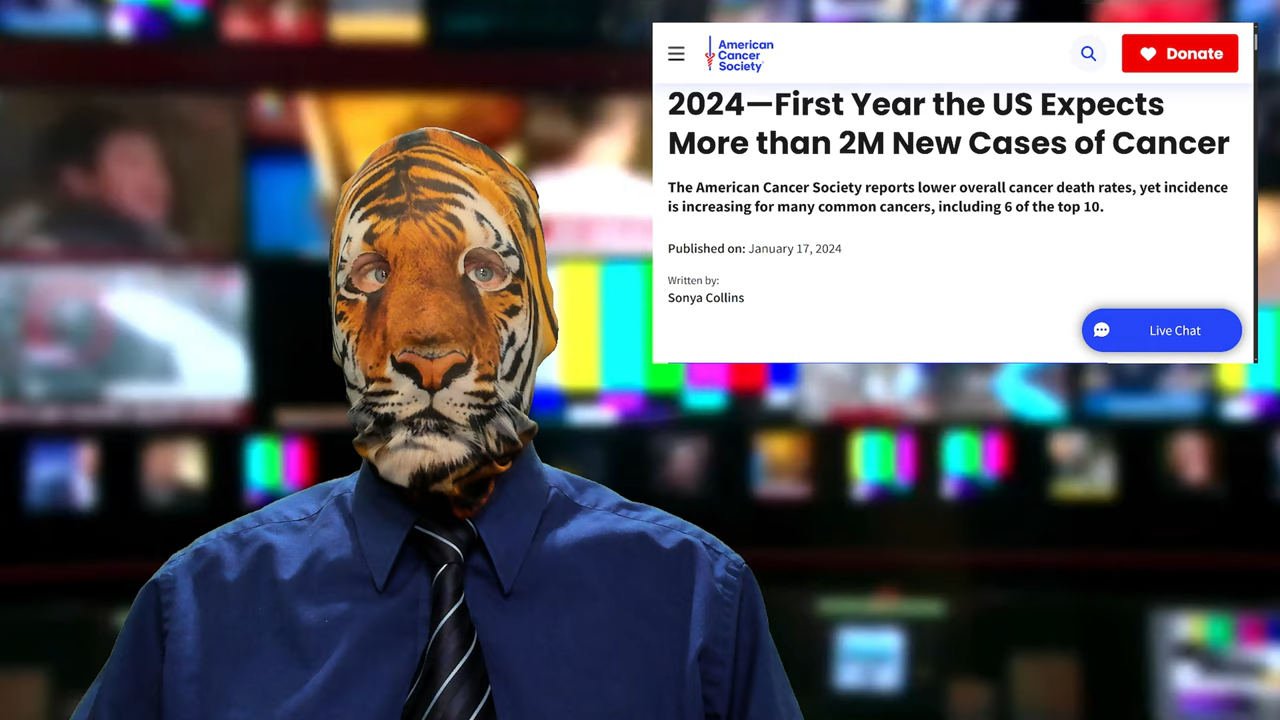 American
Cancer
Society
Donate
2024—First Year the US Expects
More than 2M New Cases of Cancer
The American Cancer Society reports lower overall cancer death rates, yet incidence
is increasing for many common cancers, including 6 of the top 10.
Published on: January 17, 2024
Written by:
Sonya Collins
Live Chat